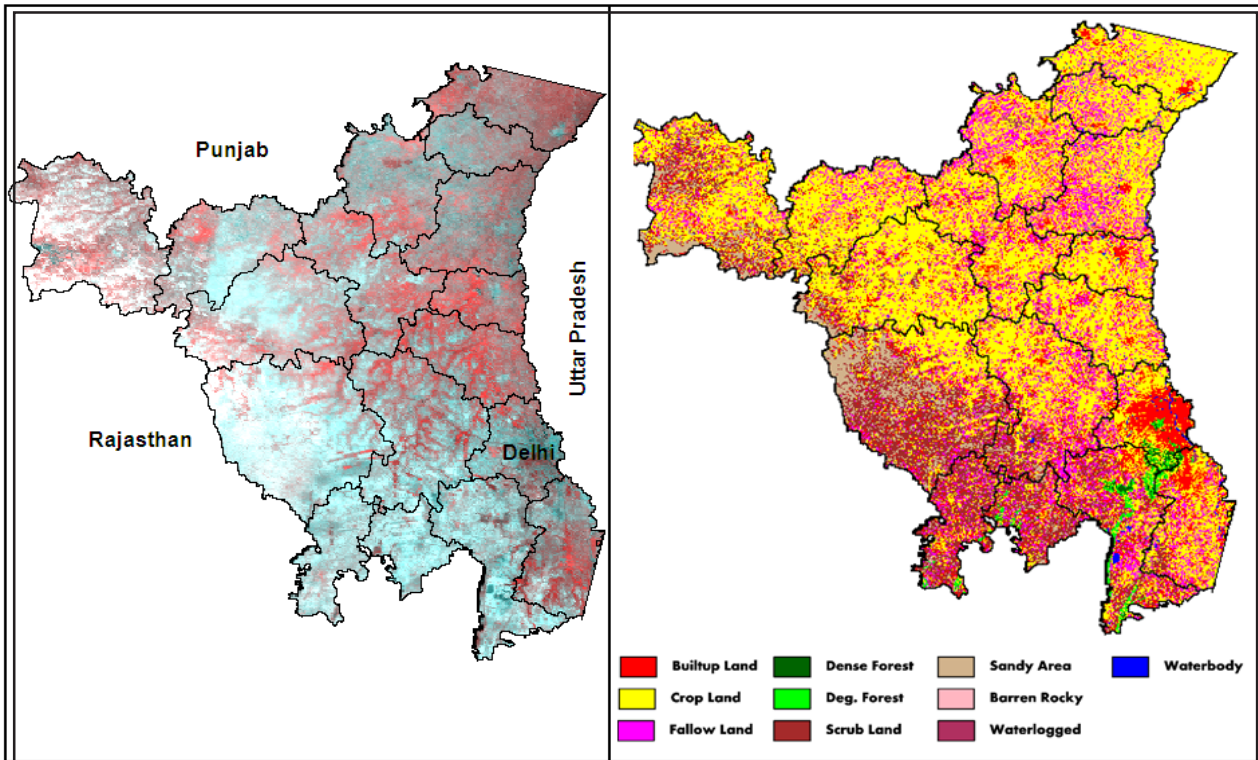 Punjab
Uttar Pradesh
Rajasthan
Delhi
Builtup Land
Dense Forest
Sandy Area
Waterbody
Crop Land
Deg. Forest
Barren Rocky
Fallow Land
Scrub Land
Waterlogged